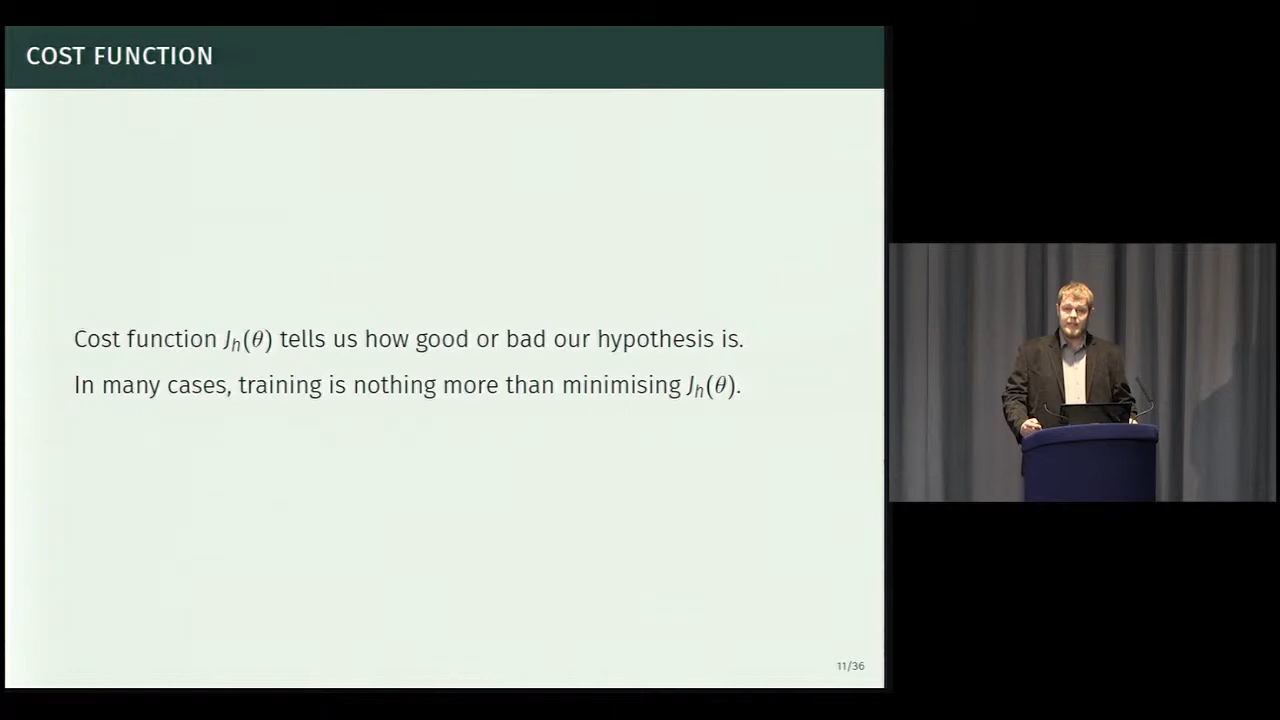 COST FUNCTION
Cost function J_h(θ) tells us how good or bad our hypothesis is.
In many cases, training is nothing more than minimising J_h(θ).
11/36